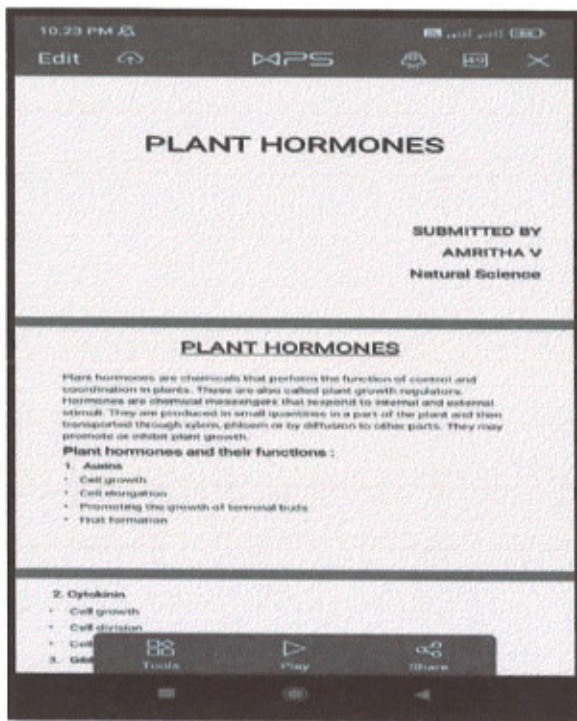 10.23 PM
Edit
WPS
PLANT HORMONES
SUBMITTED BY
AMRITHA V
Natural Science
PLANT HORMONES
Plant hormones are chemicals that perform the function of control and
coordination in plants. These are also called plant growth regulators.
Hormones are chemical messengers that respond to internal and external
stimuli. They are produced in small quantities in a part of the plant and then
transported through xylem, phloem or by diffusion to other parts. They may
promote or inhibit plant growth.
Plant hormones and their functions :
1. Auxins
• Cell growth
• Cell elongation
• Promoting the growth of terminal buds
• Fruit formation
2. Cytokinin
• Cell growth
• Cell division
• Cell
3.
Tools
Play
Share